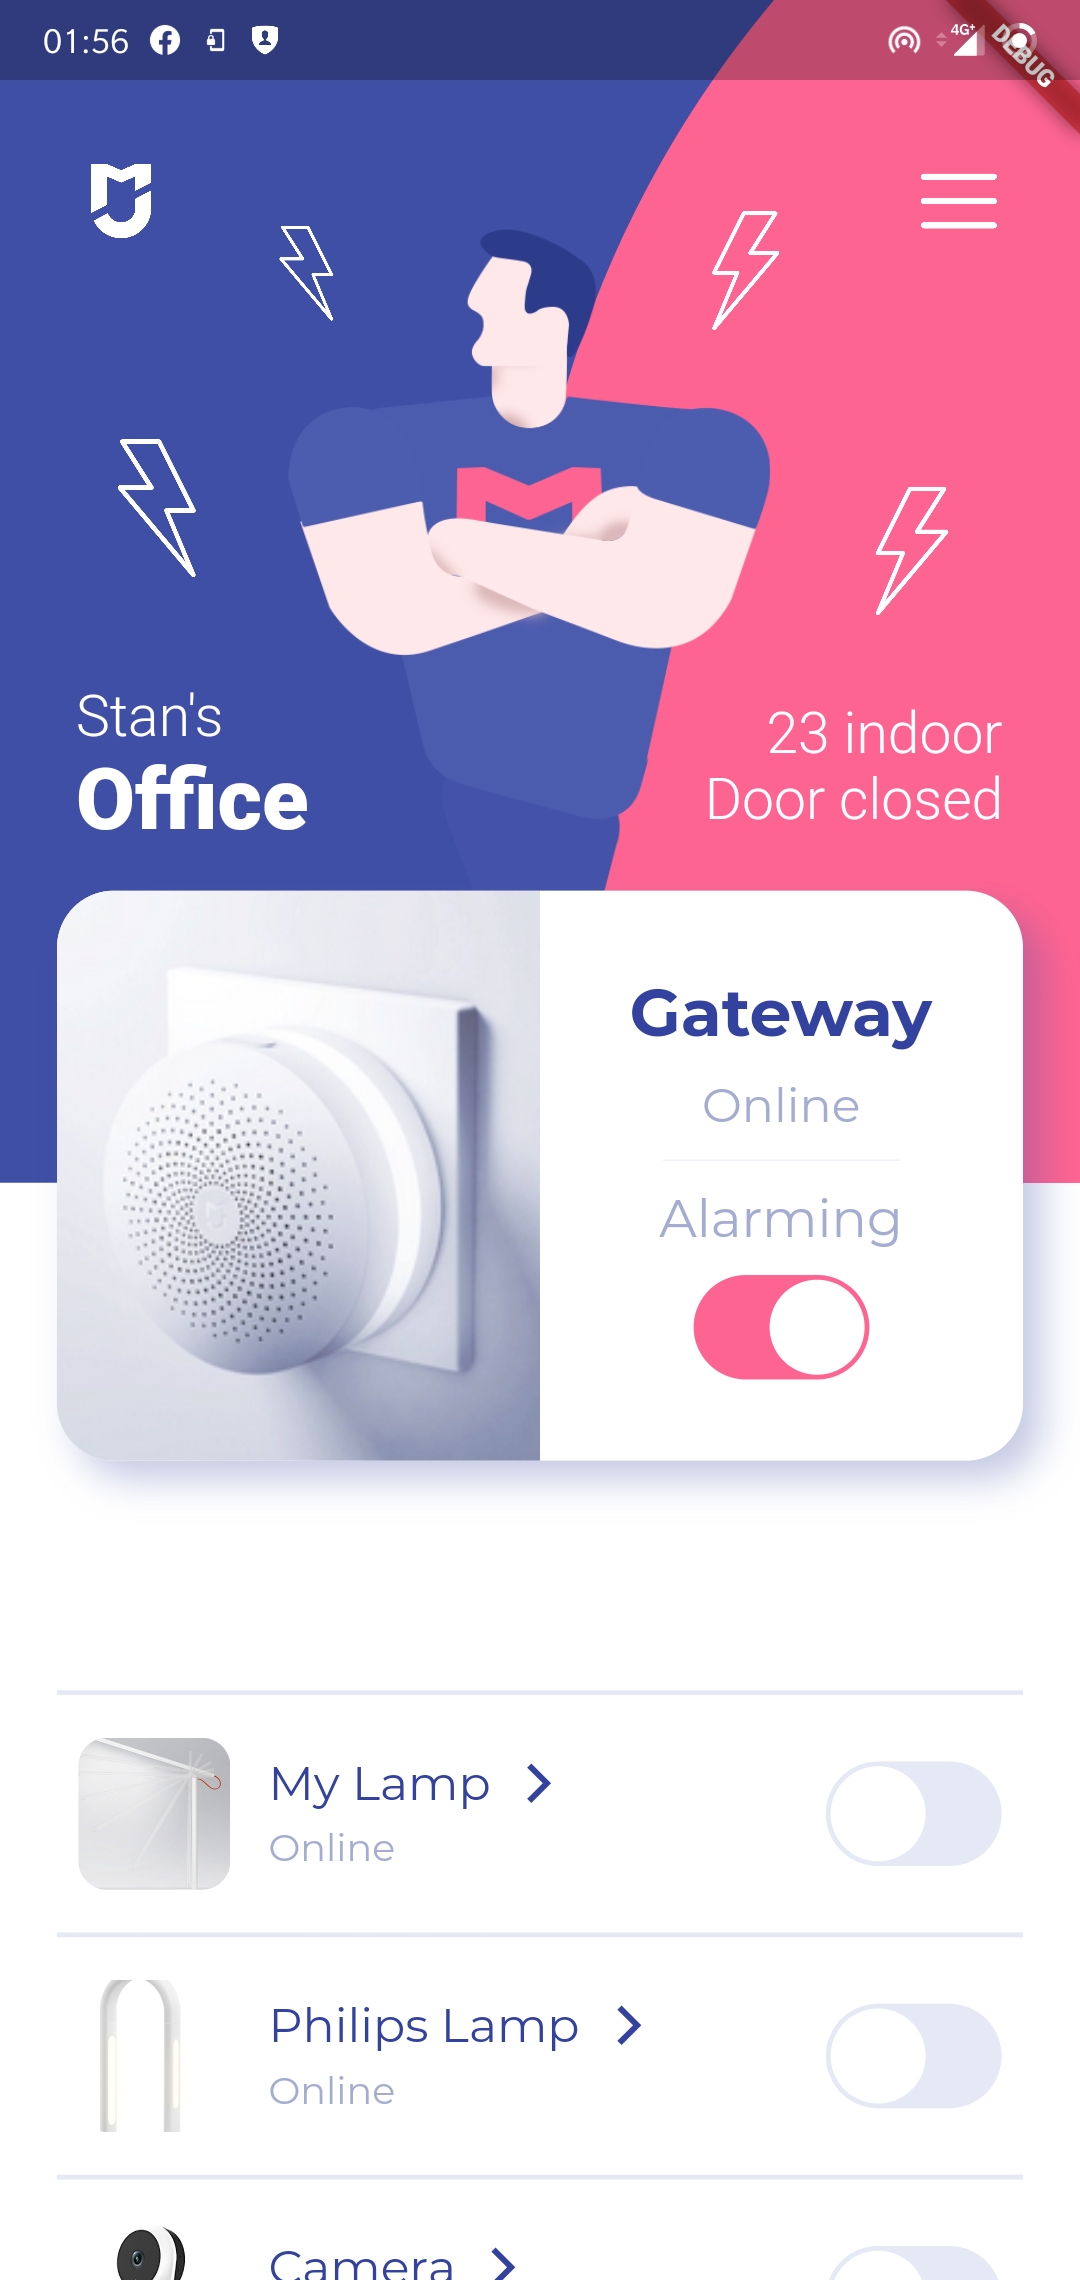 01:56
4G+
DEBUG
Stan's
Office
23 indoor
Door closed
Gateway
Online
Alarming
My Lamp
Online
Philips Lamp
Online
Camera